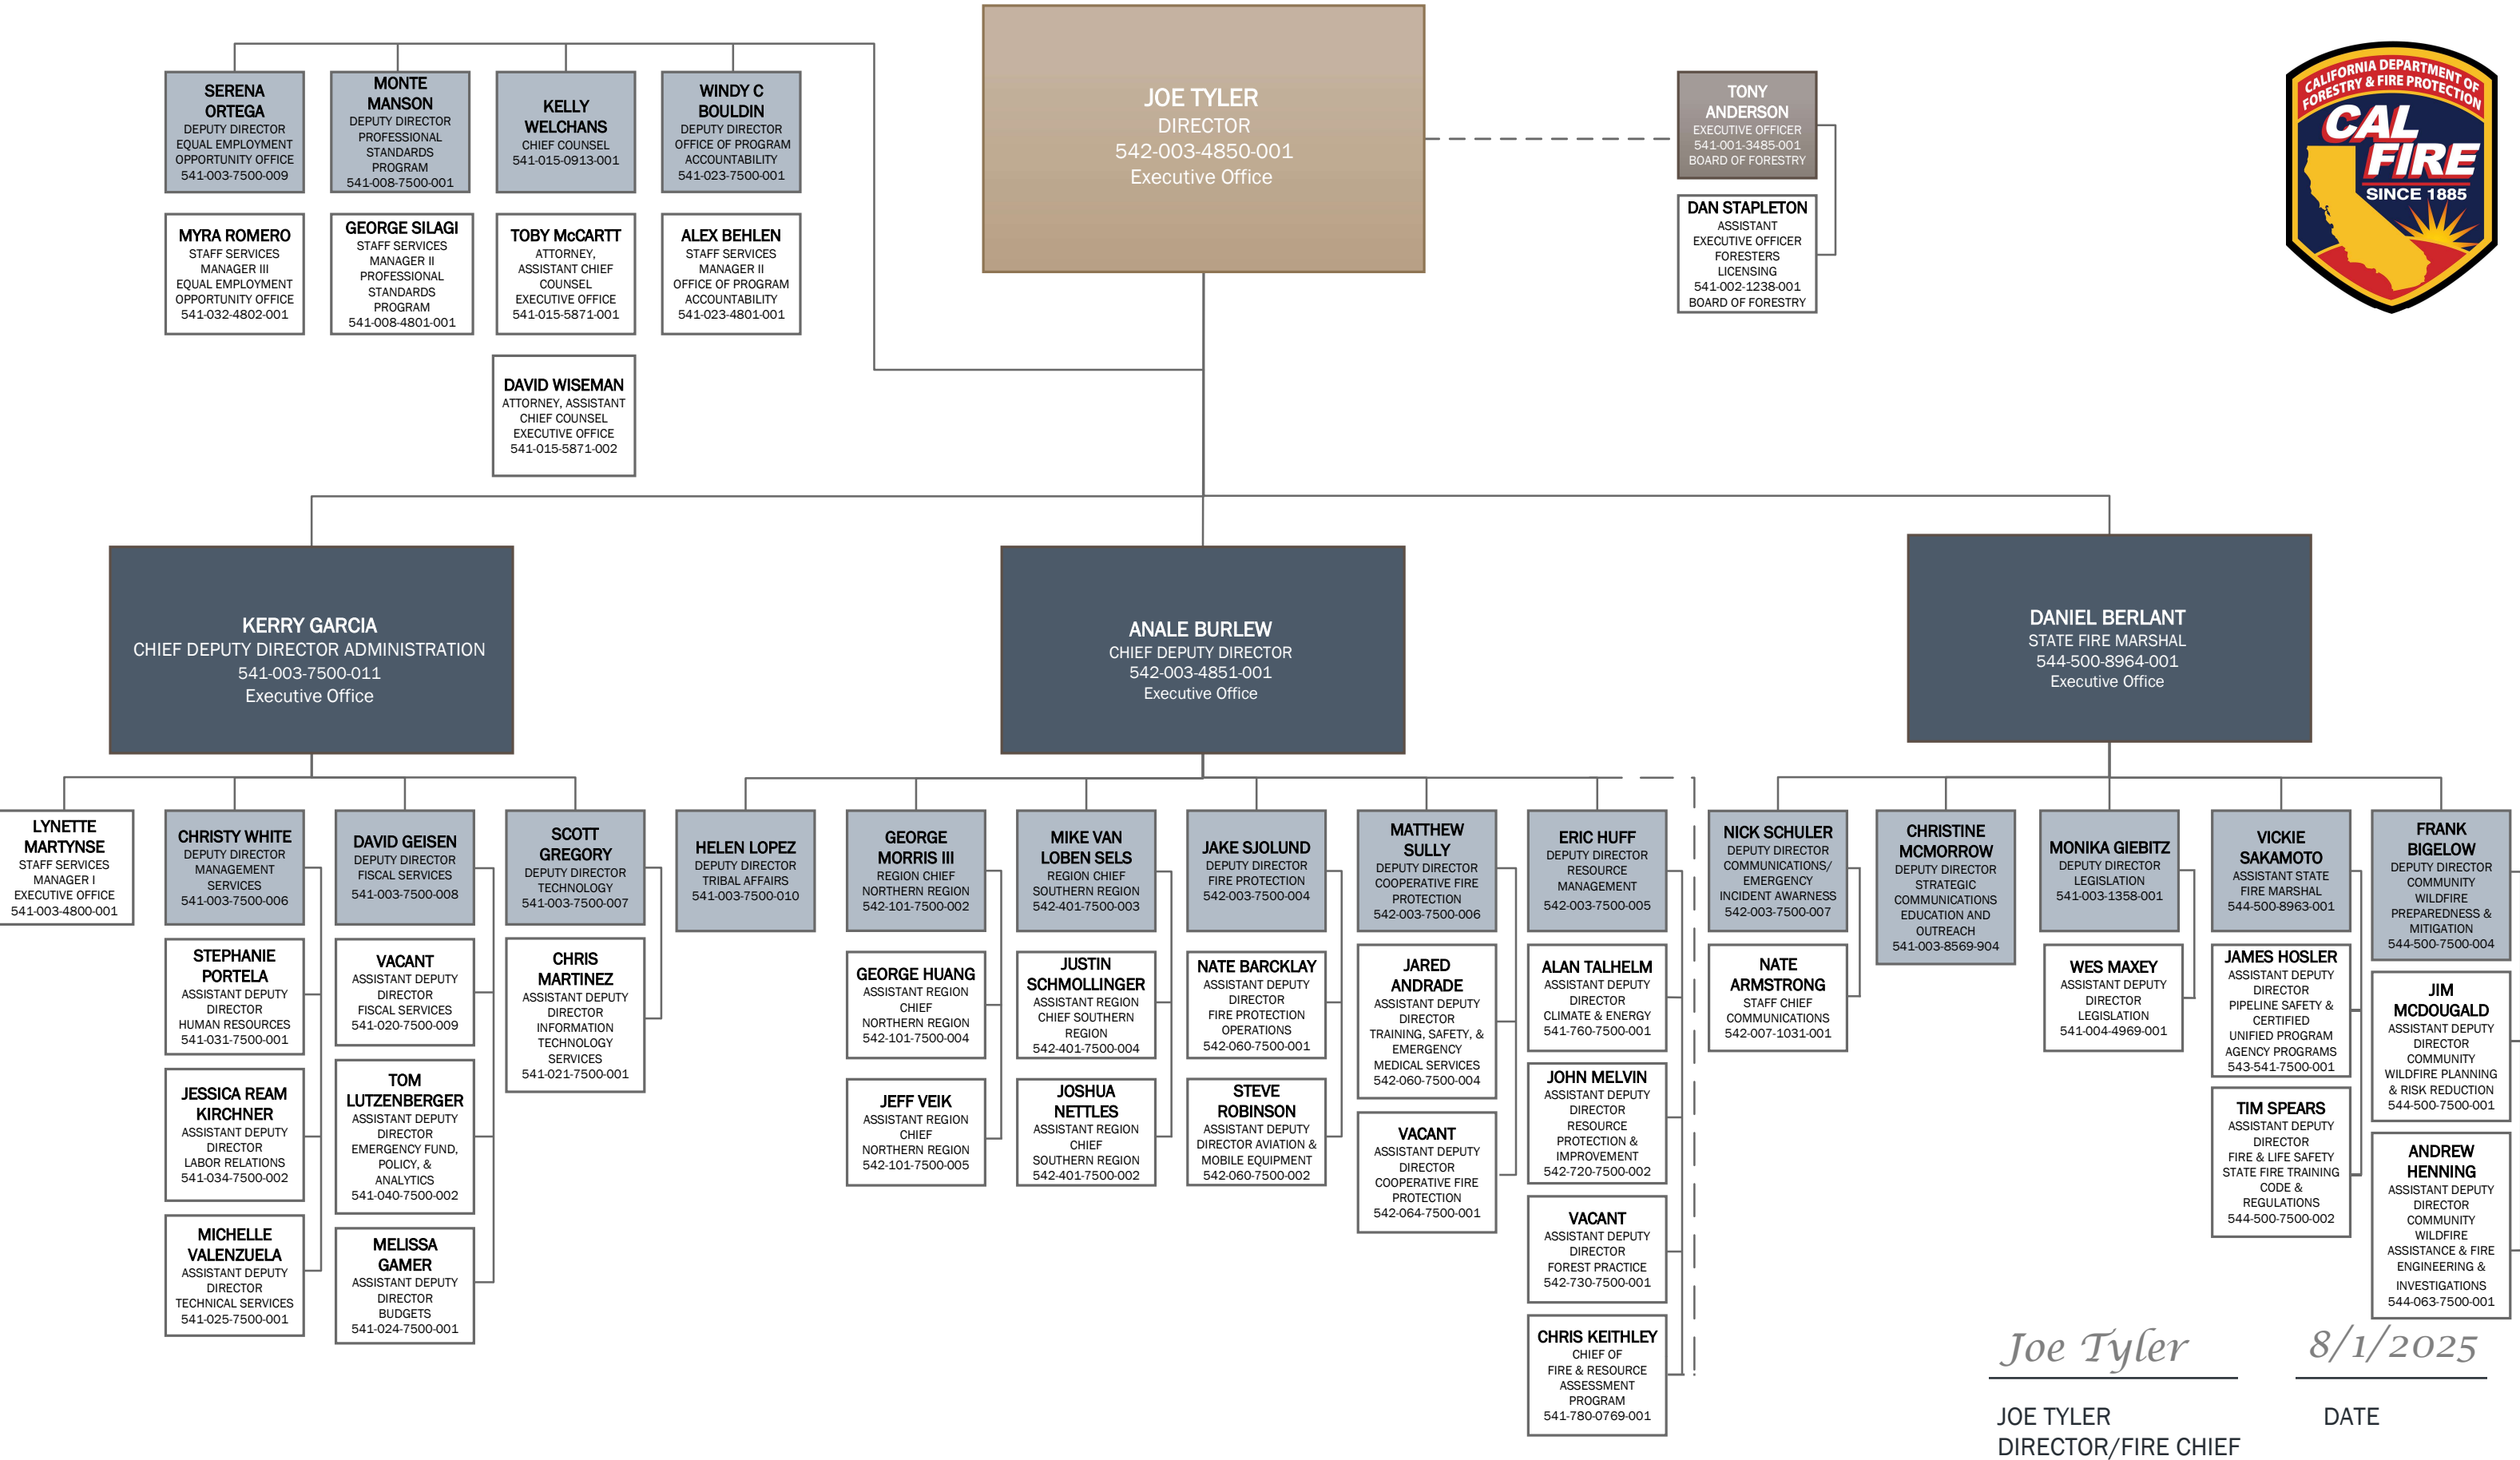 JOE TYLER
DIRECTOR
542-003-4850-001
Executive Office
SERENA
ORTEGA
DEPUTY DIRECTOR
EQUAL EMPLOYMENT
OPPORTUNITY OFFICE
541-003-7500-009
MONTE
MANSON
DEPUTY DIRECTOR
PROFESSIONAL
STANDARDS
PROGRAM
541-008-7500-001
KELLY
WELCHANS
CHIEF COUNSEL
541-015-0913-001
WINDY C
BOULDIN
DEPUTY DIRECTOR
OFFICE OF PROGRAM
ACCOUNTABILITY
541-023-7500-001
TONY
ANDERSON
EXECUTIVE OFFICER
541-001-3485-001
BOARD OF FORESTRY
CALIFORNIA DEPARTMENT OF
FORESTRY & FIRE PROTECTION
CAL
FIRE
SINCE 1885
MYRA ROMERO
STAFF SERVICES
MANAGER III
EQUAL EMPLOYMENT
OPPORTUNITY OFFICE
541-032-4802-001
GEORGE SILAGI
STAFF SERVICES
MANAGER II
PROFESSIONAL
STANDARDS
PROGRAM
541-008-4801-001
TOBY McCARTT
ATTORNEY,
ASSISTANT CHIEF
COUNSEL
EXECUTIVE OFFICE
541-015-5871-001
ALEX BEHLEN
STAFF SERVICES
MANAGER II
OFFICE OF PROGRAM
ACCOUNTABILITY
541-023-4801-001
DAN STAPLETON
ASSISTANT
EXECUTIVE OFFICER
FORESTERS
LICENSING
541-002-1238-001
BOARD OF FORESTRY
DAVID WISEMAN
ATTORNEY, ASSISTANT
CHIEF COUNSEL
EXECUTIVE OFFICE
541-015-5871-002
KERRY GARCIA
CHIEF DEPUTY DIRECTOR ADMINISTRATION
541-003-7500-011
Executive Office
ANALE BURLEW
CHIEF DEPUTY DIRECTOR
542-003-4851-001
Executive Office
DANIEL BERLANT
STATE FIRE MARSHAL
544-500-8964-001
Executive Office
LYNETTE
MARTYNSE
STAFF SERVICES
MANAGER I
EXECUTIVE OFFICE
541-003-4800-001
CHRISTY WHITE
DEPUTY DIRECTOR
MANAGEMENT
SERVICES
541-003-7500-006
DAVID GEISEN
DEPUTY DIRECTOR
FISCAL SERVICES
541-003-7500-008
SCOTT
GREGORY
DEPUTY DIRECTOR
TECHNOLOGY
541-003-7500-007
HELEN LOPEZ
DEPUTY DIRECTOR
TRIBAL AFFAIRS
541-003-7500-010
GEORGE
MORRIS III
REGION CHIEF
NORTHERN REGION
542-101-7500-002
MIKE VAN
LOBEN SELS
REGION CHIEF
SOUTHERN REGION
542-401-7500-003
JAKE SJOLUND
DEPUTY DIRECTOR
FIRE PROTECTION
542-003-7500-004
MATTHEW
SULLY
DEPUTY DIRECTOR
COOPERATIVE FIRE
PROTECTION
542-003-7500-006
ERIC HUFF
DEPUTY DIRECTOR
RESOURCE
MANAGEMENT
542-003-7500-005
NICK SCHULER
DEPUTY DIRECTOR
COMMUNICATIONS/
EMERGENCY
INCIDENT AWARNESS
542-003-7500-007
CHRISTINE
MCMORROW
DEPUTY DIRECTOR
STRATEGIC
COMMUNICATIONS
EDUCATION AND
OUTREACH
541-003-8569-904
MONIKA GIEBITZ
DEPUTY DIRECTOR
LEGISLATION
541-003-1358-001
VICKIE
SAKAMOTO
ASSISTANT STATE
FIRE MARSHAL
544-500-8963-001
FRANK
BIGELOW
DEPUTY DIRECTOR
COMMUNITY
WILDFIRE
PREPAREDNESS &
MITIGATION
544-500-7500-004
STEPHANIE
PORTELA
ASSISTANT DEPUTY
DIRECTOR
HUMAN RESOURCES
541-031-7500-001
VACANT
ASSISTANT DEPUTY
DIRECTOR
FISCAL SERVICES
541-020-7500-009
CHRIS
MARTINEZ
ASSISTANT DEPUTY
DIRECTOR
INFORMATION
TECHNOLOGY
SERVICES
541-021-7500-001
GEORGE HUANG
ASSISTANT REGION
CHIEF
NORTHERN REGION
542-101-7500-004
JUSTIN
SCHMOLLINGER
ASSISTANT REGION
CHIEF SOUTHERN
REGION
542-401-7500-004
NATE BARCKLAY
ASSISTANT DEPUTY
DIRECTOR
FIRE PROTECTION
OPERATIONS
542-060-7500-001
JARED
ANDRADE
ASSISTANT DEPUTY
DIRECTOR
TRAINING, SAFETY, &
EMERGENCY
MEDICAL SERVICES
542-060-7500-004
ALAN TALHELM
ASSISTANT DEPUTY
DIRECTOR
CLIMATE & ENERGY
541-760-7500-001
NATE
ARMSTRONG
STAFF CHIEF
COMMUNICATIONS
542-007-1031-001
WES MAXEY
ASSISTANT DEPUTY
DIRECTOR
LEGISLATION
541-004-4969-001
JAMES HOSLER
ASSISTANT DEPUTY
DIRECTOR
PIPELINE SAFETY &
CERTIFIED
UNIFIED PROGRAM
AGENCY PROGRAMS
543-541-7500-001
JIM
MCDOUGALD
ASSISTANT DEPUTY
DIRECTOR
COMMUNITY
WILDFIRE PLANNING
& RISK REDUCTION
544-500-7500-001
JESSICA REAM
KIRCHNER
ASSISTANT DEPUTY
DIRECTOR
LABOR RELATIONS
541-034-7500-002
TOM
LUTZENBERGER
ASSISTANT DEPUTY
DIRECTOR
EMERGENCY FUND,
POLICY, &
ANALYTICS
541-040-7500-002
JEFF VEIK
ASSISTANT REGION
CHIEF
NORTHERN REGION
542-101-7500-005
JOSHUA
NETTLES
ASSISTANT REGION
CHIEF
SOUTHERN REGION
542-401-7500-002
STEVE
ROBINSON
ASSISTANT DEPUTY
DIRECTOR AVIATION &
MOBILE EQUIPMENT
542-060-7500-002
VACANT
ASSISTANT DEPUTY
DIRECTOR
COOPERATIVE FIRE
PROTECTION
542-064-7500-001
JOHN MELVIN
ASSISTANT DEPUTY
DIRECTOR
RESOURCE
PROTECTION &
IMPROVEMENT
542-720-7500-002
TIM SPEARS
ASSISTANT DEPUTY
DIRECTOR
FIRE & LIFE SAFETY
STATE FIRE TRAINING
CODE &
REGULATIONS
544-500-7500-002
ANDREW
HENNING
ASSISTANT DEPUTY
DIRECTOR
COMMUNITY
WILDFIRE
ASSISTANCE & FIRE
ENGINEERING &
INVESTIGATIONS
544-063-7500-001
MICHELLE
VALENZUELA
ASSISTANT DEPUTY
DIRECTOR
TECHNICAL SERVICES
541-025-7500-001
MELISSA
GAMER
ASSISTANT DEPUTY
DIRECTOR
BUDGETS
541-024-7500-001
VACANT
ASSISTANT DEPUTY
DIRECTOR
FOREST PRACTICE
542-730-7500-001
CHRIS KEITHLEY
CHIEF OF
FIRE & RESOURCE
ASSESSMENT
PROGRAM
541-780-0769-001
Joe Tyler
8/1/2025
JOE TYLER
DIRECTOR/FIRE CHIEF
DATE